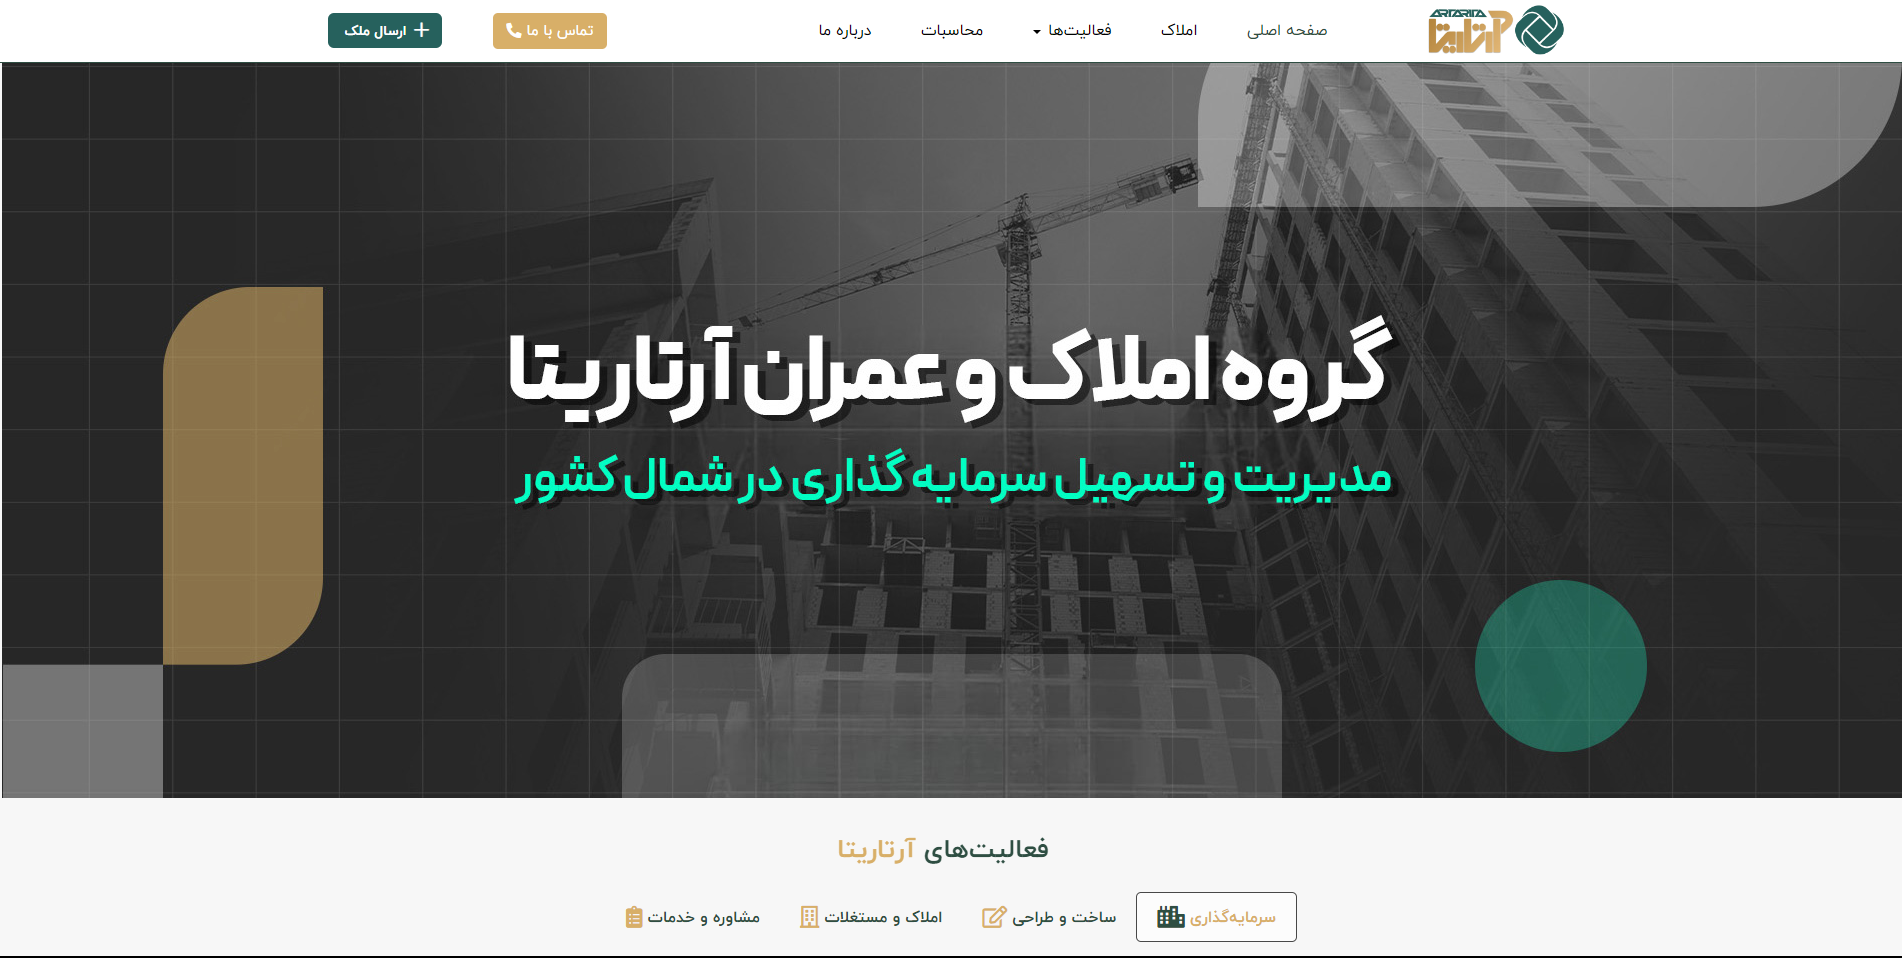 ARTARITA
آرتاریتا
صفحه اصلی
املاک
فعالیت‌ها
محاسبات
درباره ما
تماس با ما
ارسال ملک
گروه املاک و عمران آرتاریتا
مدیریت و تسهیل سرمایه گذاری در شمال کشور
فعالیت‌های آرتاریتا
سرمایه‌گذاری
ساخت و طراحی
املاک و مستغلات
مشاوره و خدمات